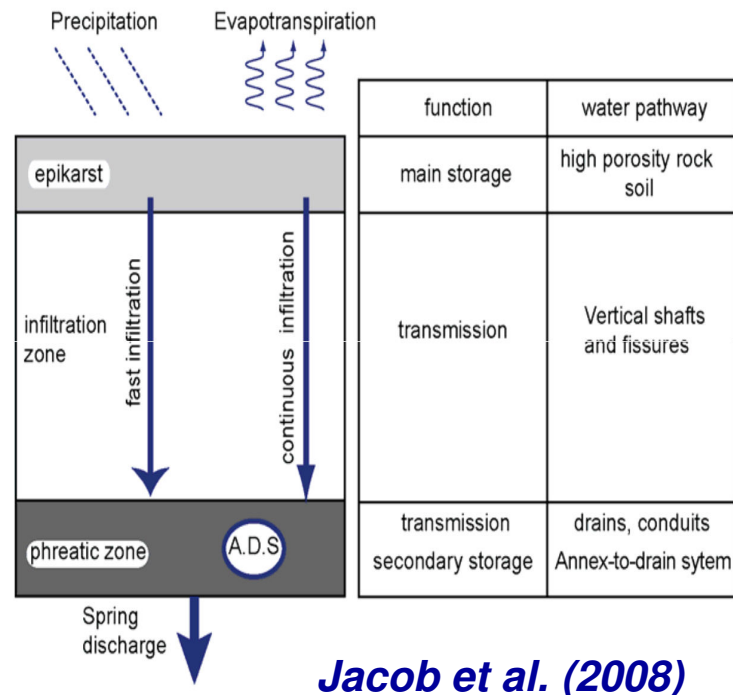 Precipitation
Evapotranspiration
function
water pathway
epikarst
main storage
high porosity rock
soil
infiltration
zone
fast infiltration
continuous infiltration
transmission
Vertical shafts
and fissures
phreatic zone
A.D.S
transmission
secondary storage
drains, conduits
Annex-to-drain sytem
Spring
discharge
Jacob et al. (2008)